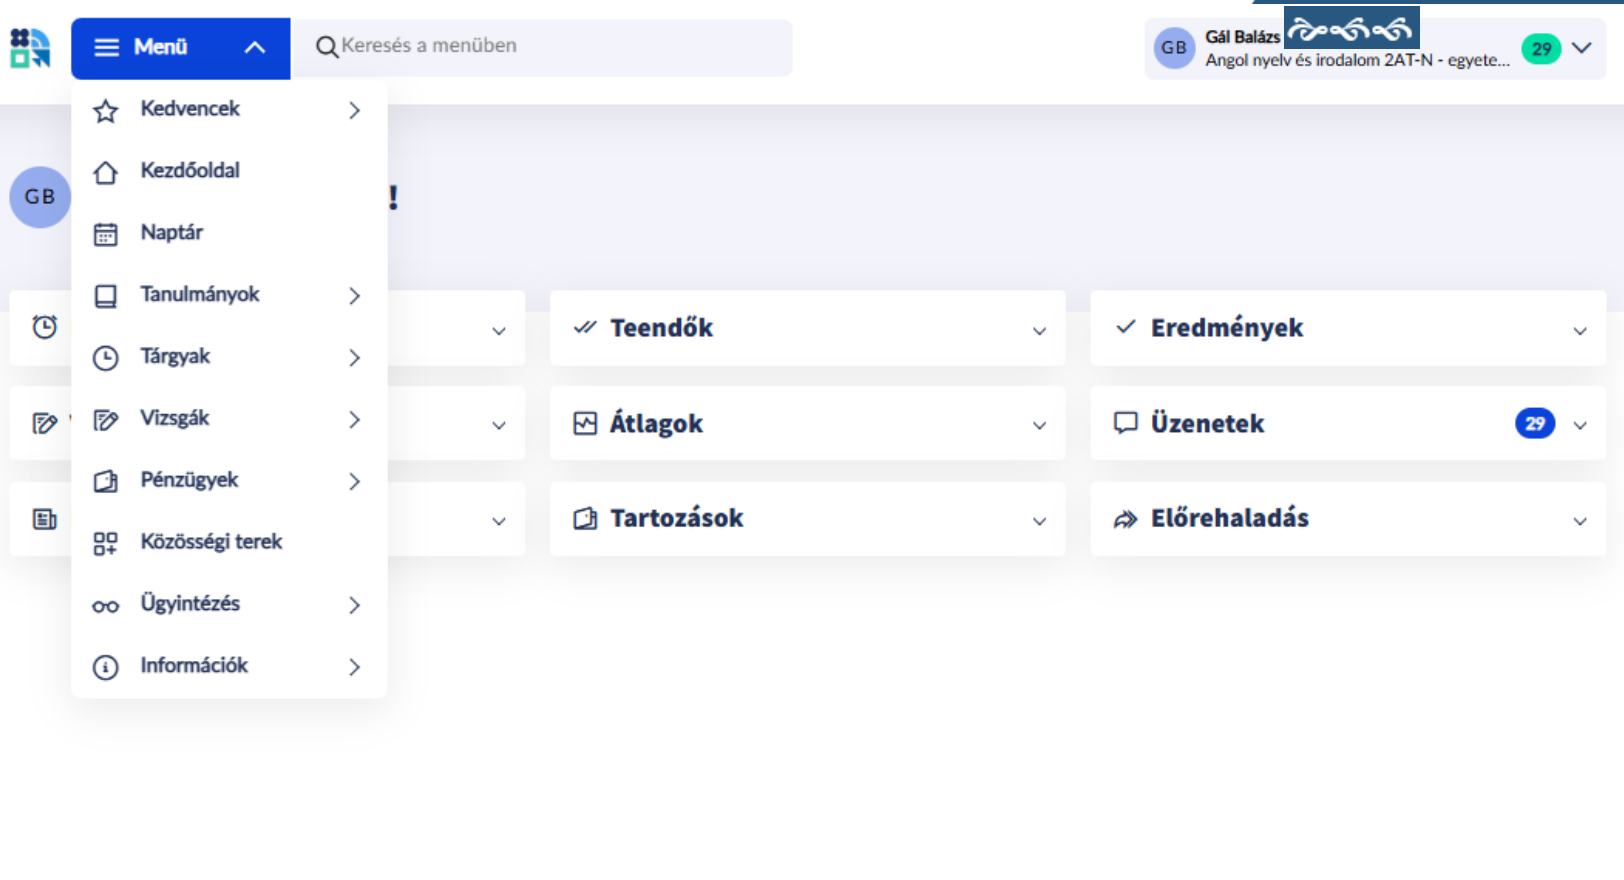 Menü
Keresés a menüben
GB
Gál Balázs
Angol nyelv és irodalom 2AT-N - egyete...
29
Kedvencek
Kezdőoldal
GB
!
Naptár
Tanulmányok
Teendők
Eredmények
Tárgyak
Vizsgák
Átlagok
Üzenetek
29
Pénzügyek
Tartozások
Előrehaladás
Közösségi terek
Ügyintézés
Információk